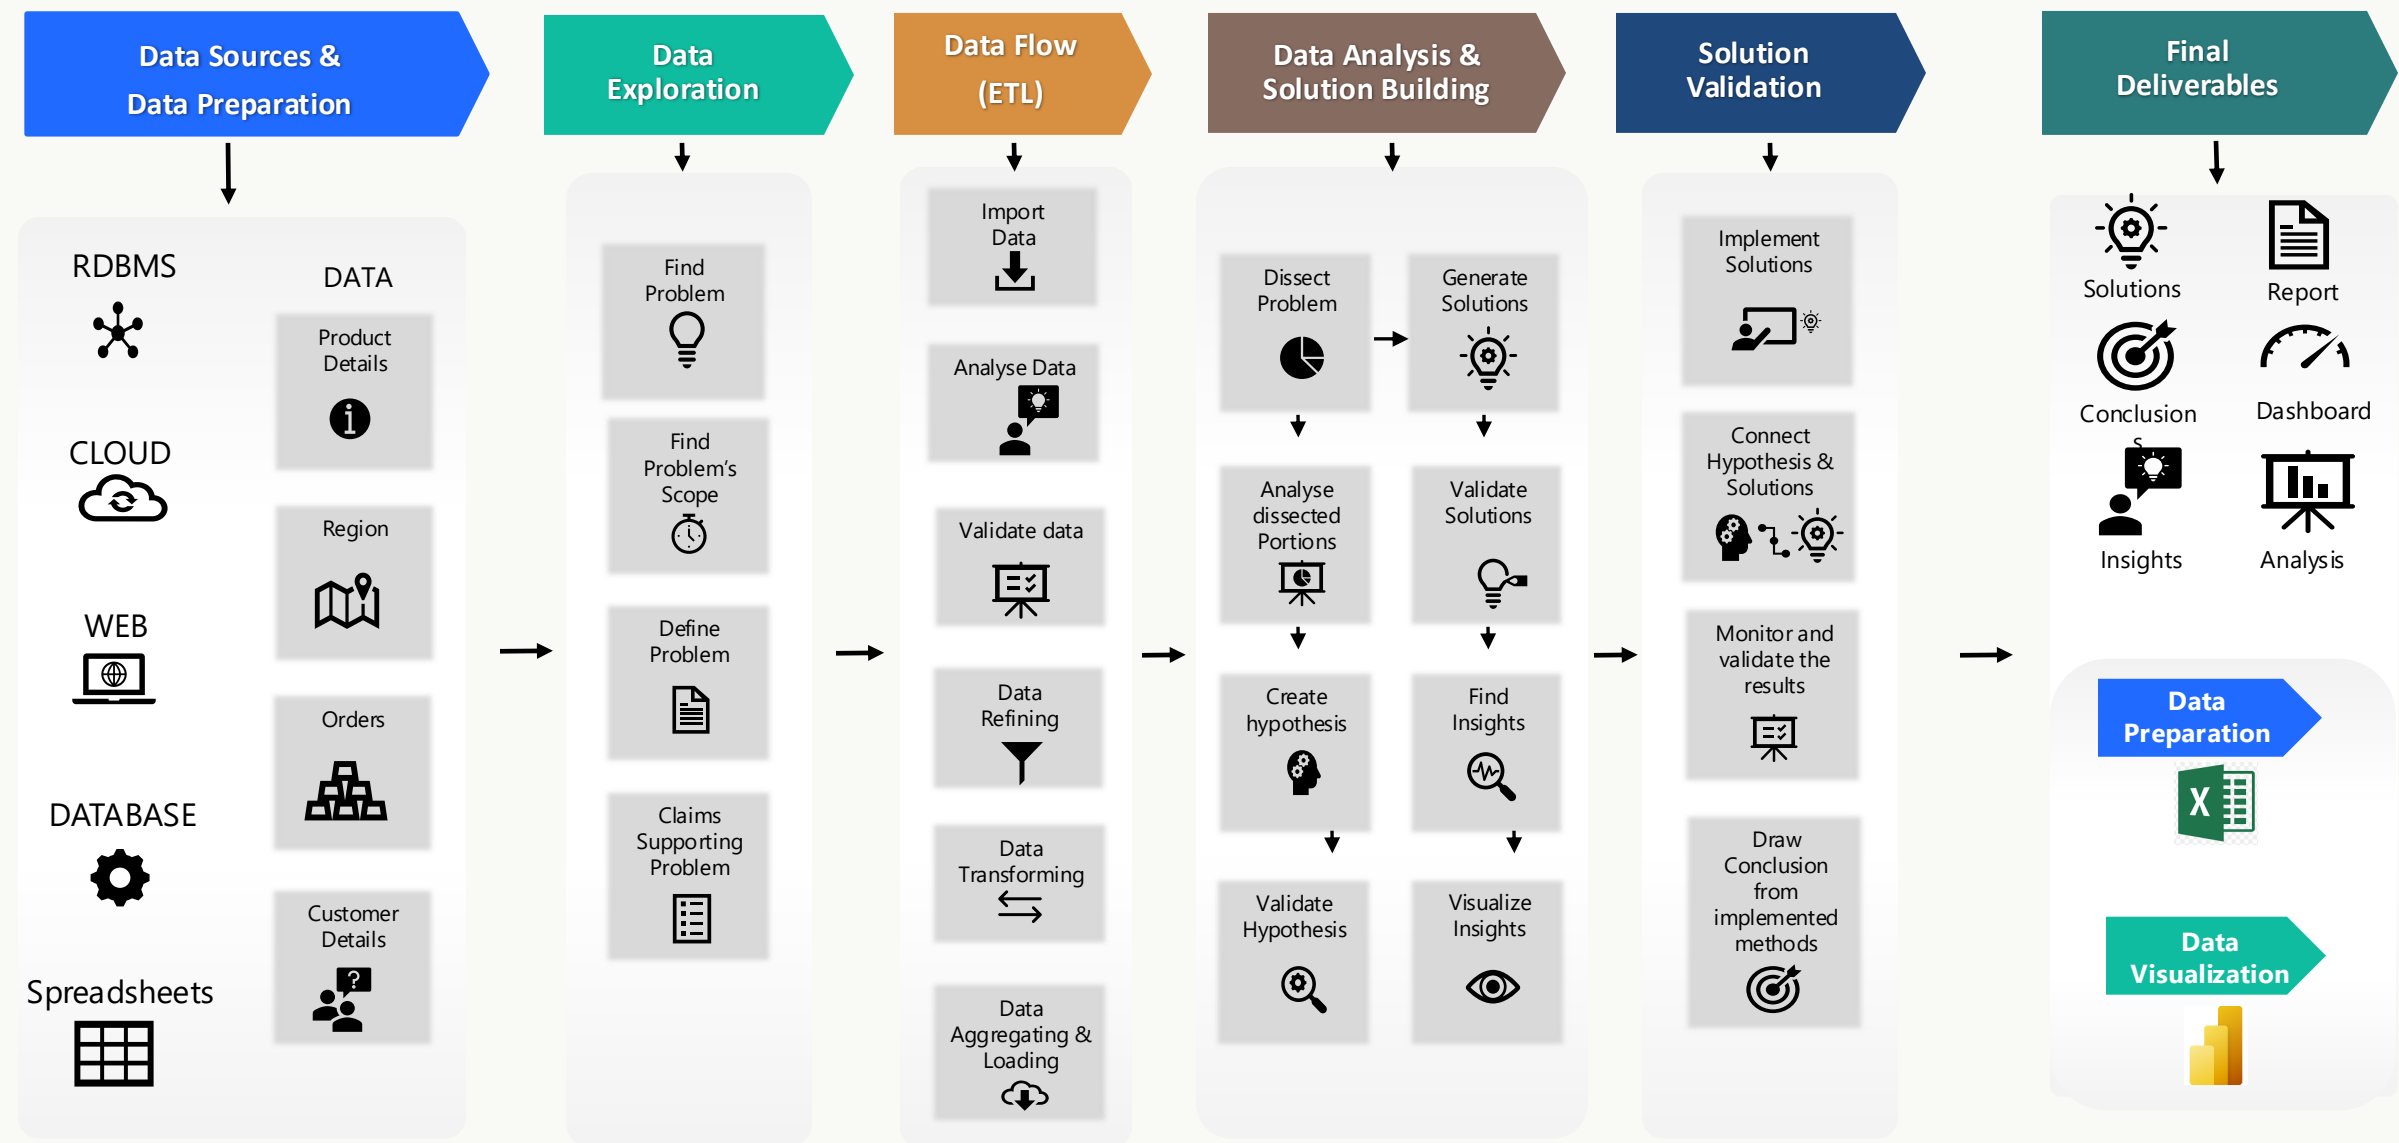 Data Sources &
Data Preparation
RDBMS
CLOUD
WEB
DATABASE
Spreadsheets
DATA
Product
Details
Region
Orders
Customer
Details
?
Data
Exploration
Find
Problem
Find
Problem’s
Scope
Define
Problem
Claims
Supporting
Problem
Data Flow
(ETL)
Import
Data
Analyse Data
Validate data
Data
Refining
Data
Transforming
Data
Aggregating &
Loading
Data Analysis &
Solution Building
Dissect
Problem
Analyse
dissected
Portions
Create
hypothesis
Validate
Hypothesis
Generate
Solutions
Validate
Solutions
Find
Insights
Visualize
Insights
Solution
Validation
Implement
Solutions
Connect
Hypothesis &
Solutions
Monitor and
validate the
results
Draw
Conclusion
from
implemented
methods
Final
Deliverables
Solutions
Report
Conclusion
s
Dashboard
Insights
Analysis
Data
Preparation
X
Data
Visualization